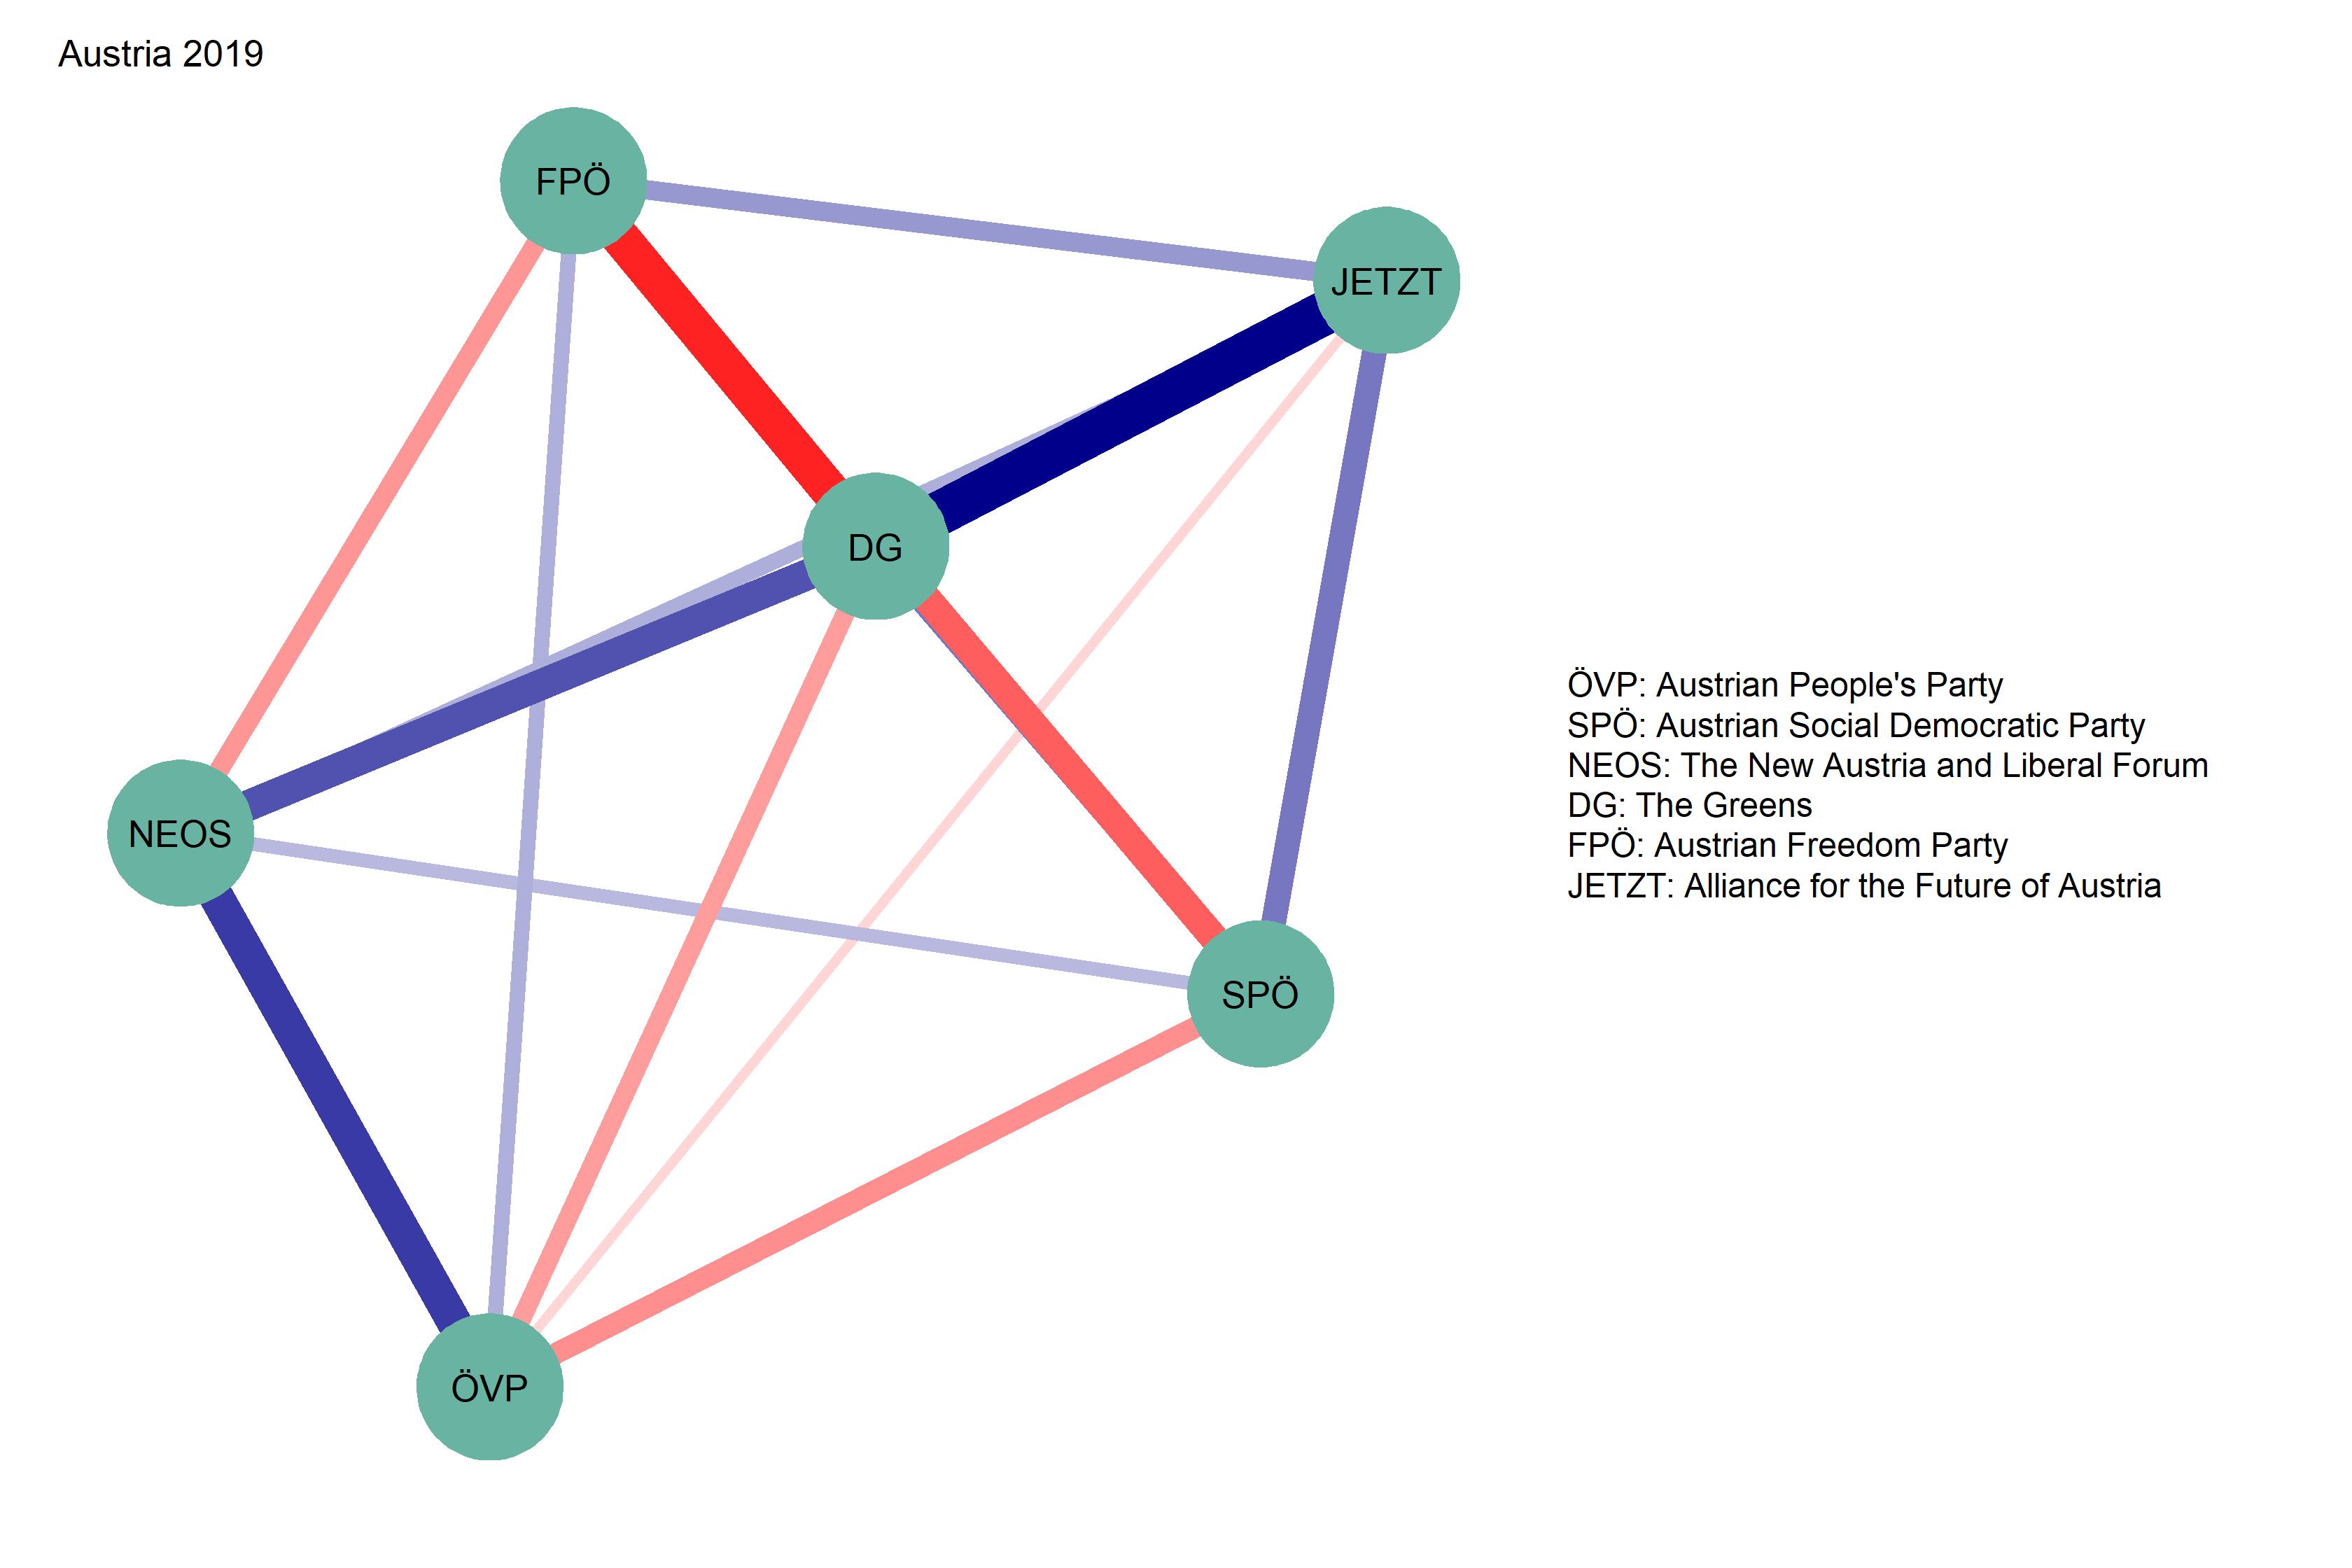 Austria 2019
FPÖ
JETZT
DG
NEOS
SPÖ
ÖVP
ÖVP: Austrian People's Party
SPÖ: Austrian Social Democratic Party
NEOS: The New Austria and Liberal Forum
DG: The Greens
FPÖ: Austrian Freedom Party
JETZT: Alliance for the Future of Austria